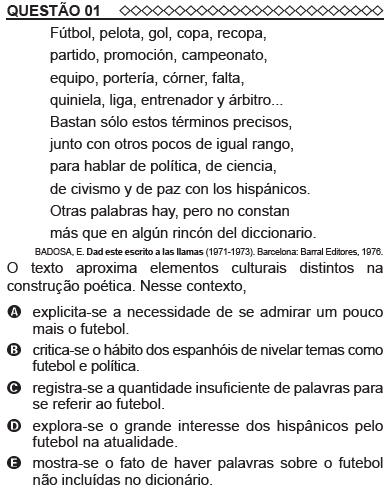 QUESTÃO 01
Fútbol, pelota, gol, copa, recopa,
partido, promoción, campeonato,
equipo, portería, córner, falta,
quiniela, liga, entrenador y árbitro...
Bastan sólo estos términos precisos,
junto con otros pocos de igual rango,
para hablar de política, de ciencia,
de civismo y de paz con los hispánicos.
Otras palabras hay, pero no constan
más que en algún rincón del diccionario.
BADOSA, E. Dad este escrito a las llamas (1971-1973). Barcelona: Barral Editores, 1976.
O texto aproxima elementos culturais distintos na
construção poética. Nesse contexto,
A explicita-se a necessidade de se admirar um pouco
mais o futebol.
B critica-se o hábito dos espanhóis de nivelar temas como
futebol e política.
C registra-se a quantidade insuficiente de palavras para
se referir ao futebol.
D explora-se o grande interesse dos hispânicos pelo
futebol na atualidade.
E mostra-se o fato de haver palavras sobre o futebol
não incluídas no dicionário.